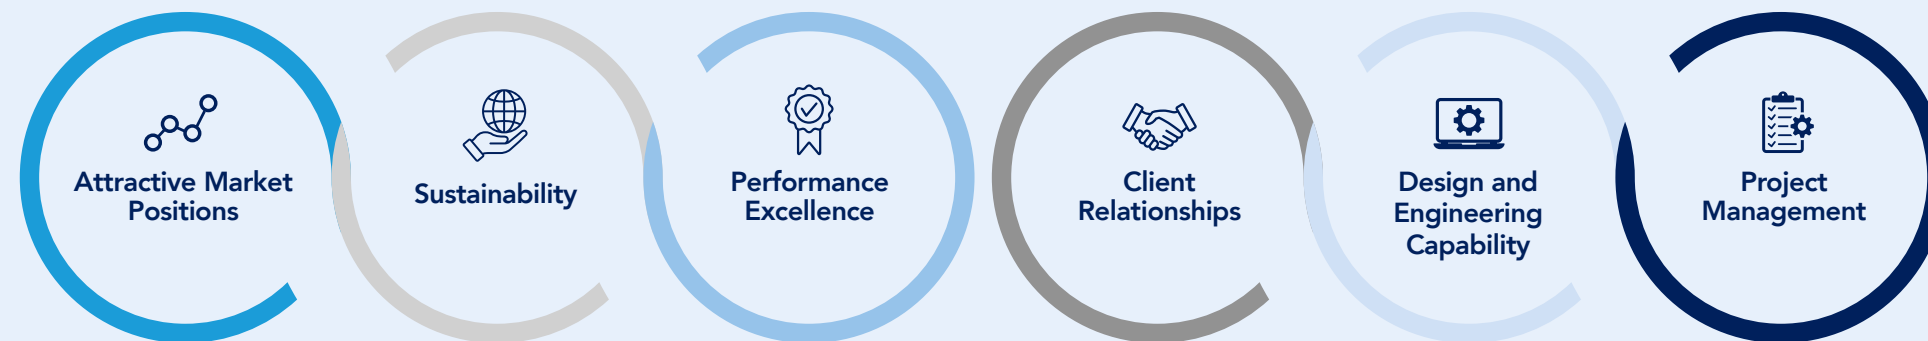 Attractive Market
Positions
Sustainability
Performance
Excellence
Client
Relationships
Design and
Engineering
Capability
Project
Management